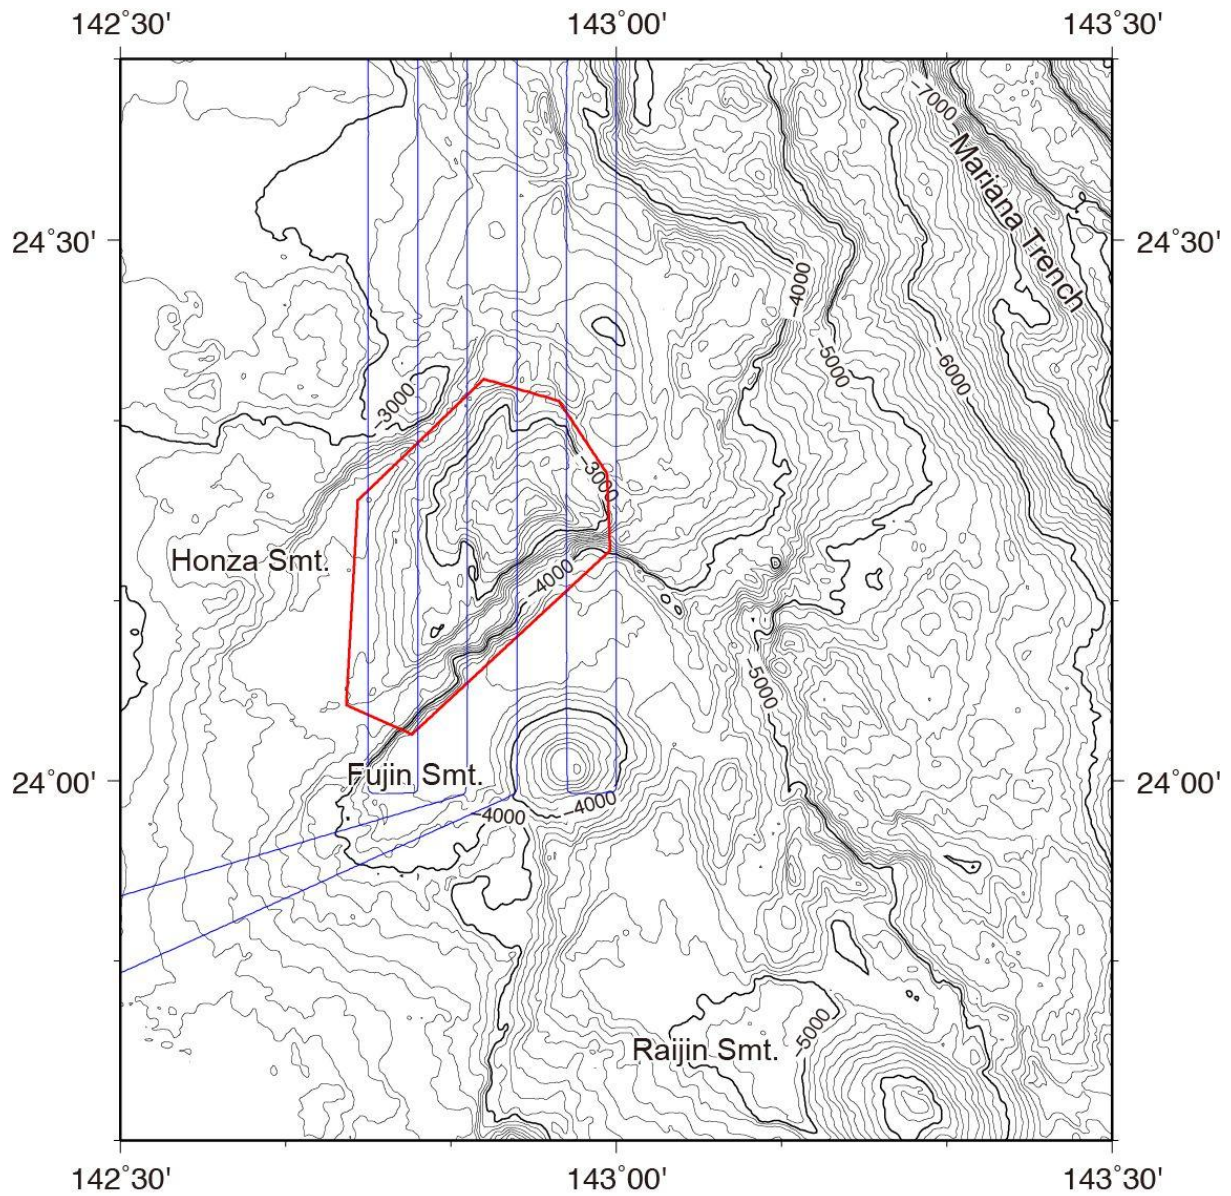 142˚30' 143˚00' 143˚30'
-7000
Mariana Trench
24˚30' 24˚30'
-4000
-5000
-6000
-3000
-3000
Honza Smt.
-4000
-5000
Fujin Smt.
24˚00' 24˚00'
-4000
-4000
-5000
Raijin Smt.
142˚30' 143˚00' 143˚30'